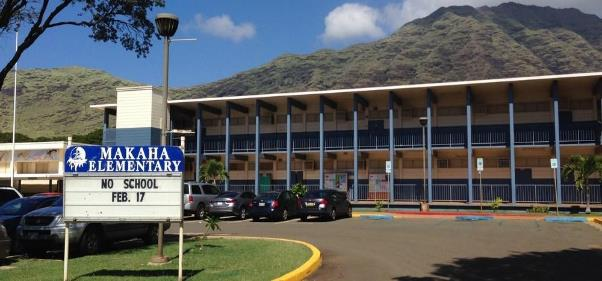 MAKAHA
ELEMENTARY
NO SCHOOL
FEB. 17